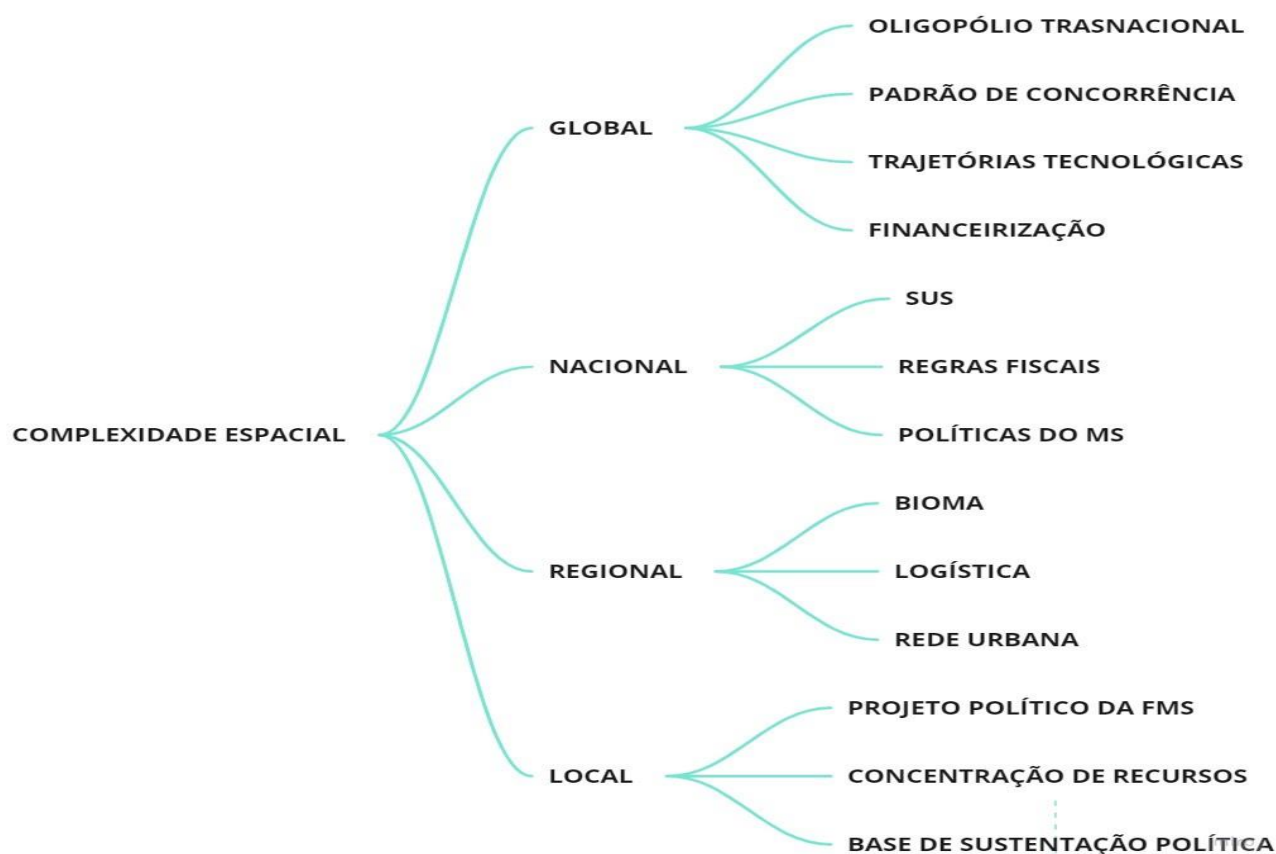 OLIGOPÓLIO TRASNACIONAL
PADRÃO DE CONCORRÊNCIA
GLOBAL
TRAJETÓRIAS TECNOLÓGICAS
FINANCEIRIZAÇÃO
SUS
NACIONAL
REGRAS FISCAIS
COMPLEXIDADE ESPACIAL
POLÍTICAS DO MS
BIOMA
REGIONAL
LOGÍSTICA
REDE URBANA
PROJETO POLÍTICO DA FMS
LOCAL
CONCENTRAÇÃO DE RECURSOS
BASE DE SUSTENTAÇÃO POLÍTICA